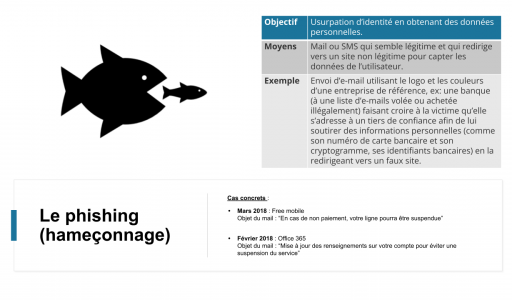 Objectif
Usurpation d'identité en obtenant des données
personnelles.
Moyens
Mail ou SMS qui semble légitime et qui redirige
vers un site non légitime pour capter les
données de l'utilisateur.
Exemple
Envoi d'e-mail utilisant le logo et les couleurs
d'une entreprise de référence, ex: une banque
(à une liste d'e-mails volée ou achetée
illégalement) faisant croire à la victime qu'elle
s'adresse à un tiers de confiance afin de lui
soutirer des informations personnelles (comme
son numéro de carte bancaire et son
cryptogramme, ses identifiants bancaires) en la
redirigeant vers un faux site.
Le phishing
(hameçonnage)
Cas concrets :
• Mars 2018 : Free mobile
Objet du mail : "En cas de non paiement, votre ligne pourra être suspendue"
• Février 2018 : Office 365
Objet du mail : "Mise à jour des renseignements sur votre compte pour éviter une
suspension du service"